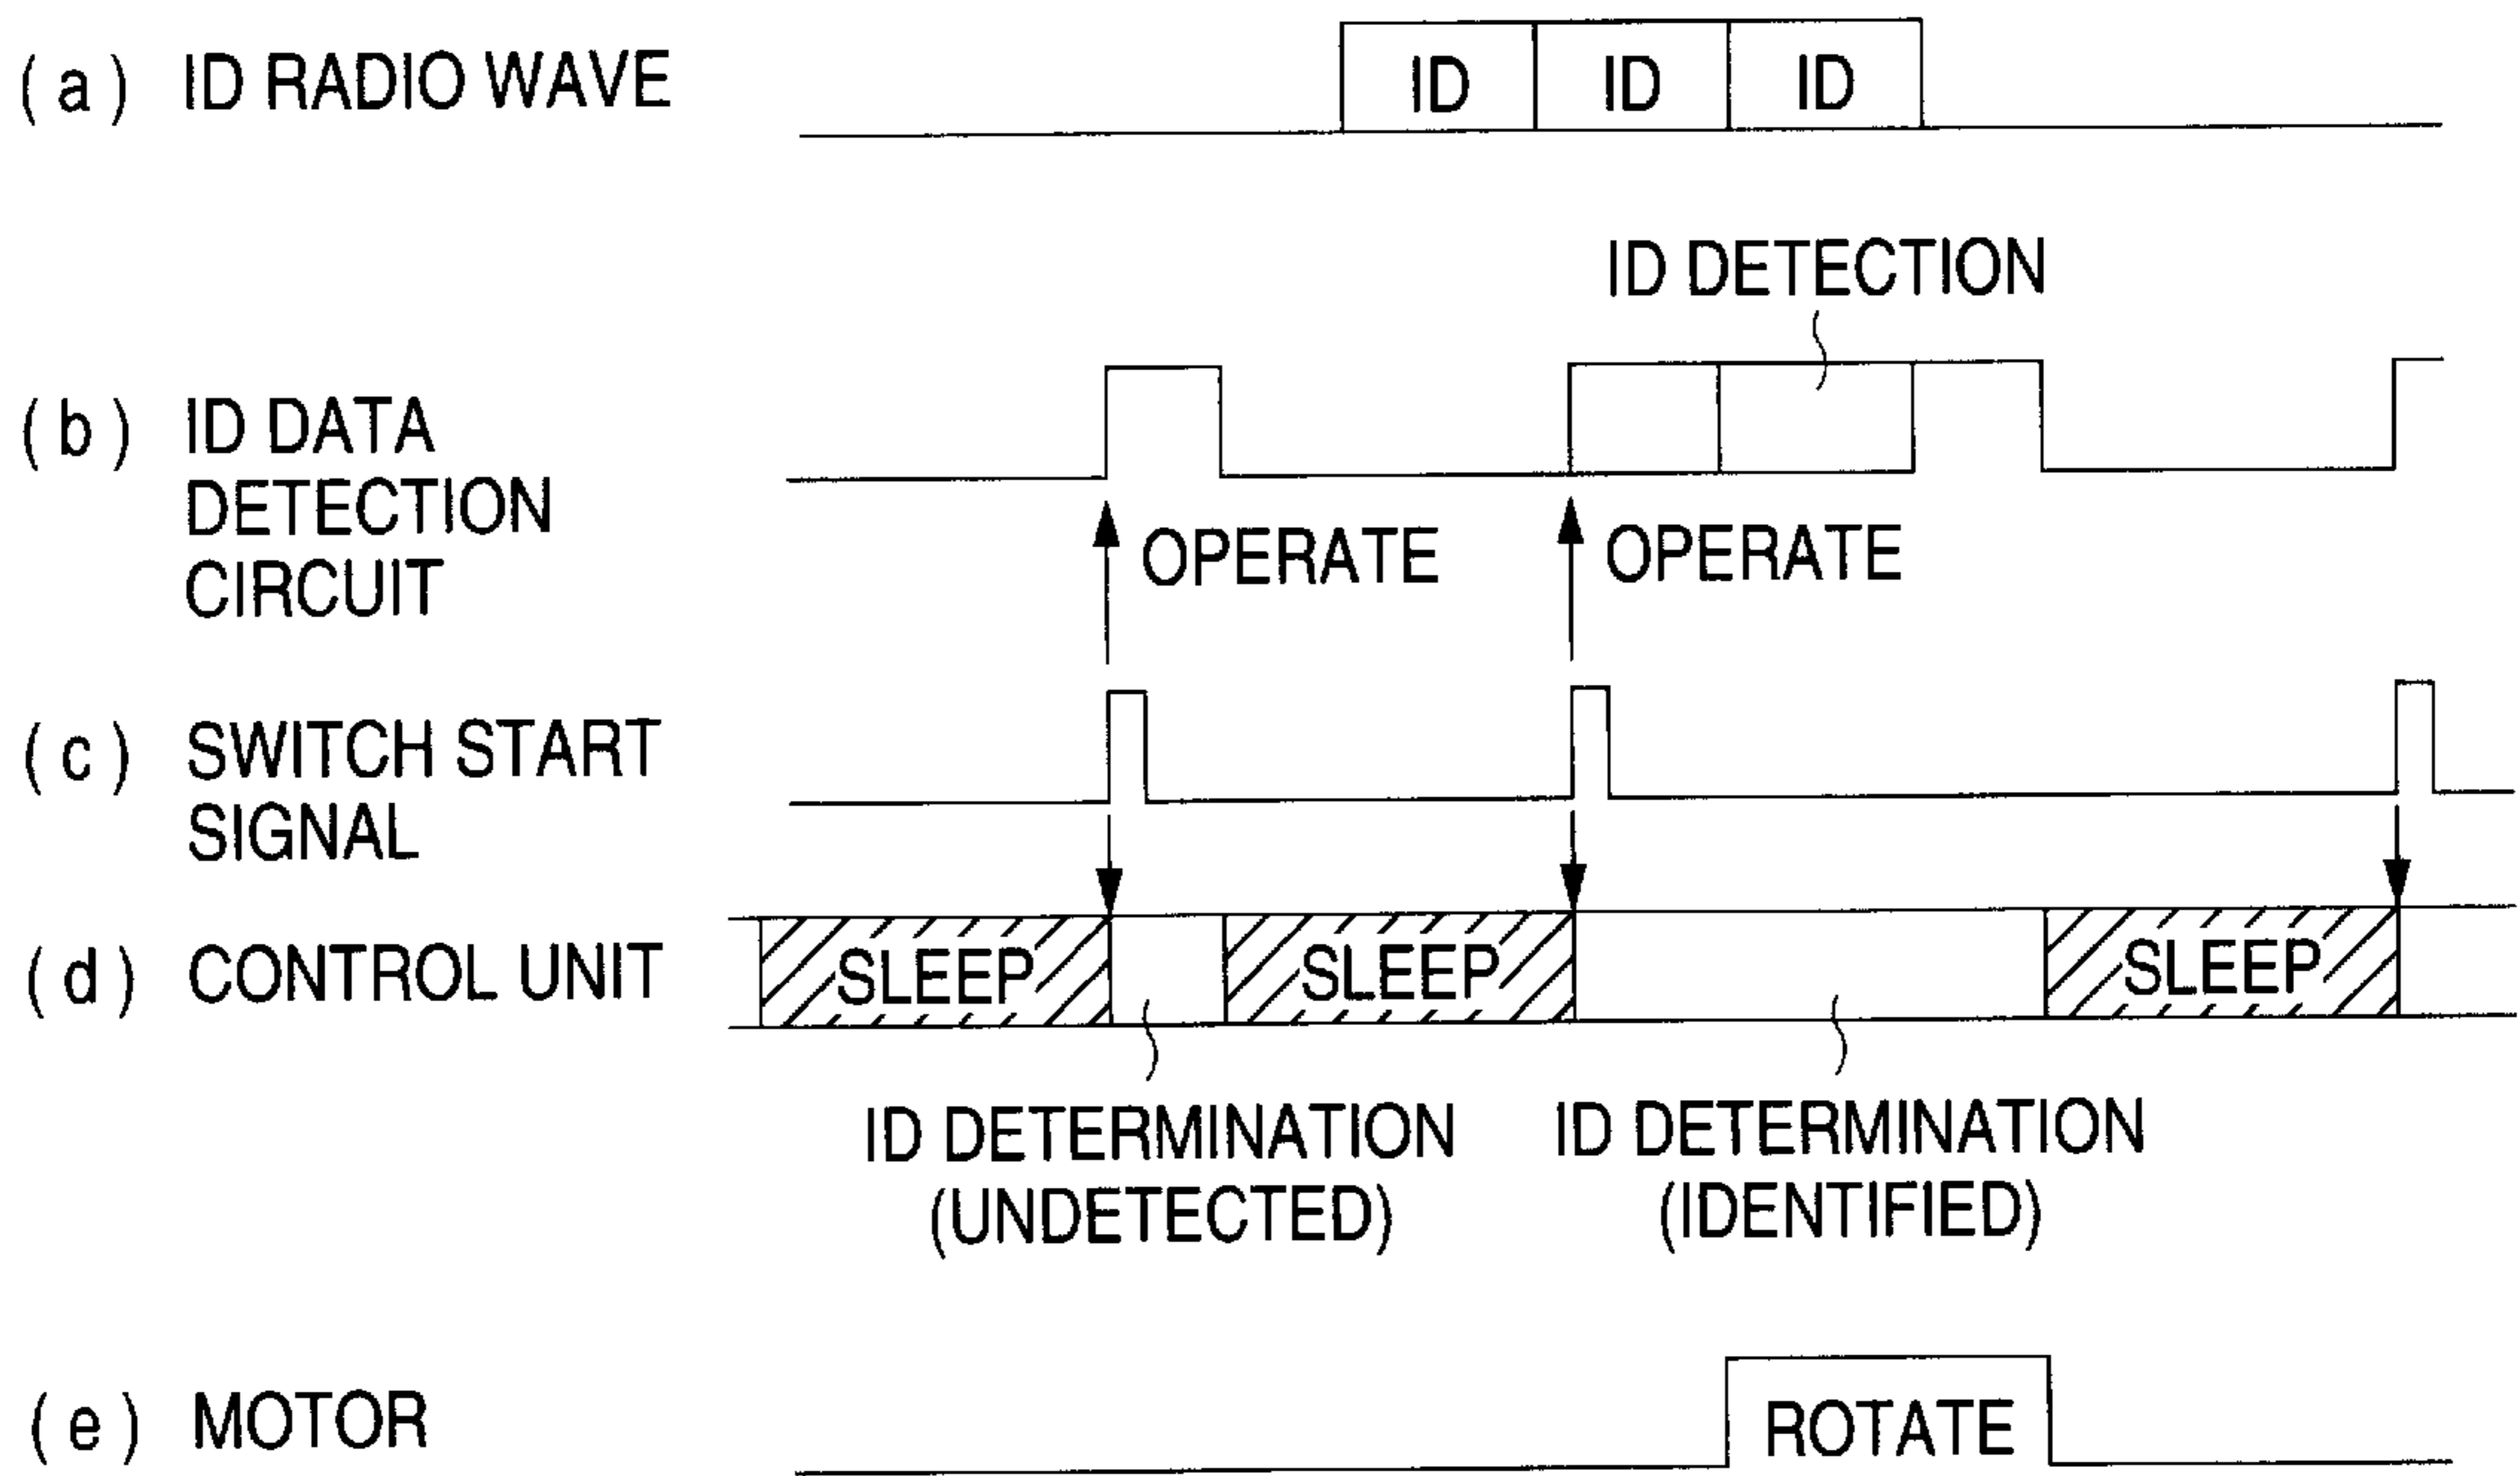 (a) ID RADIO WAVE
ID ID ID
ID DETECTION
(b) ID DATA
DETECTION
CIRCUIT
OPERATE OPERATE
(c) SWITCH START
SIGNAL
(d) CONTROL UNIT
SLEEP SLEEP SLEEP
ID DETERMINATION
(UNDETECTED)
ID DETERMINATION
(IDENTIFIED)
(e) MOTOR
ROTATE